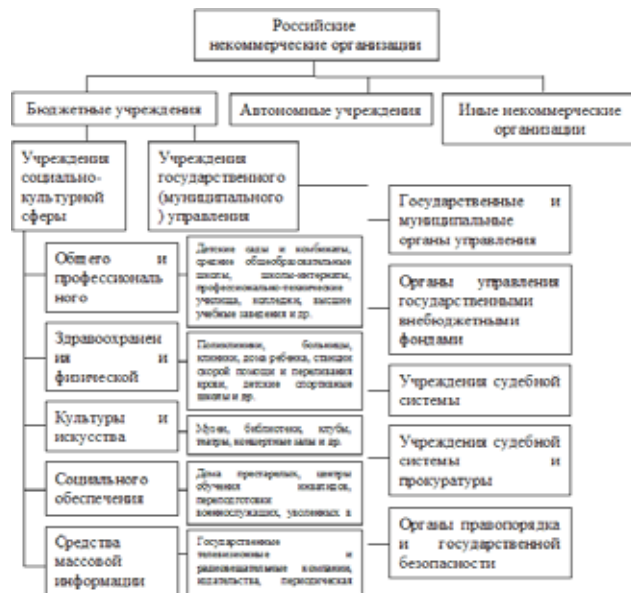 Российские
некоммерческие организации
Бюджетные учреждения
Автономные учреждения
Иные некоммерческие
организации
Учреждения
социально-
культурной
сферы
Учреждения
государственного
(муниципального
) управления
Государственные и
муниципальные
органы управления
Органы управления
государственными
внебюджетными
фондами
Учреждения судебной
системы
Учреждения судебной
системы и
прокуратуры
Органы правопорядка
и государственной
безопасности
Общего и
профессиональ
ного
Детские сады и комбинаты,
средние общеобразовательные
школы, школы-интернаты,
профессионально-технические
училища, колледжи, высшие
учебные заведения и др.
Здравоохранен
ия и
физической
Поликлиники, больницы,
клиники, дома ребенка, станции
скорой помощи и переливания
крови, детские спортивные
школы и др.
Культуры и
искусства
Музеи, библиотеки, клубы,
театры, концертные залы и др.
Социального
обеспечения
Дома престарелых, центры
обучения инвалидов,
переподготовки
военнослужащих, уволенных в
Средства
массовой
информации
Государственные
телевизионные и
радиовещательные компании,
издательства, периодическая